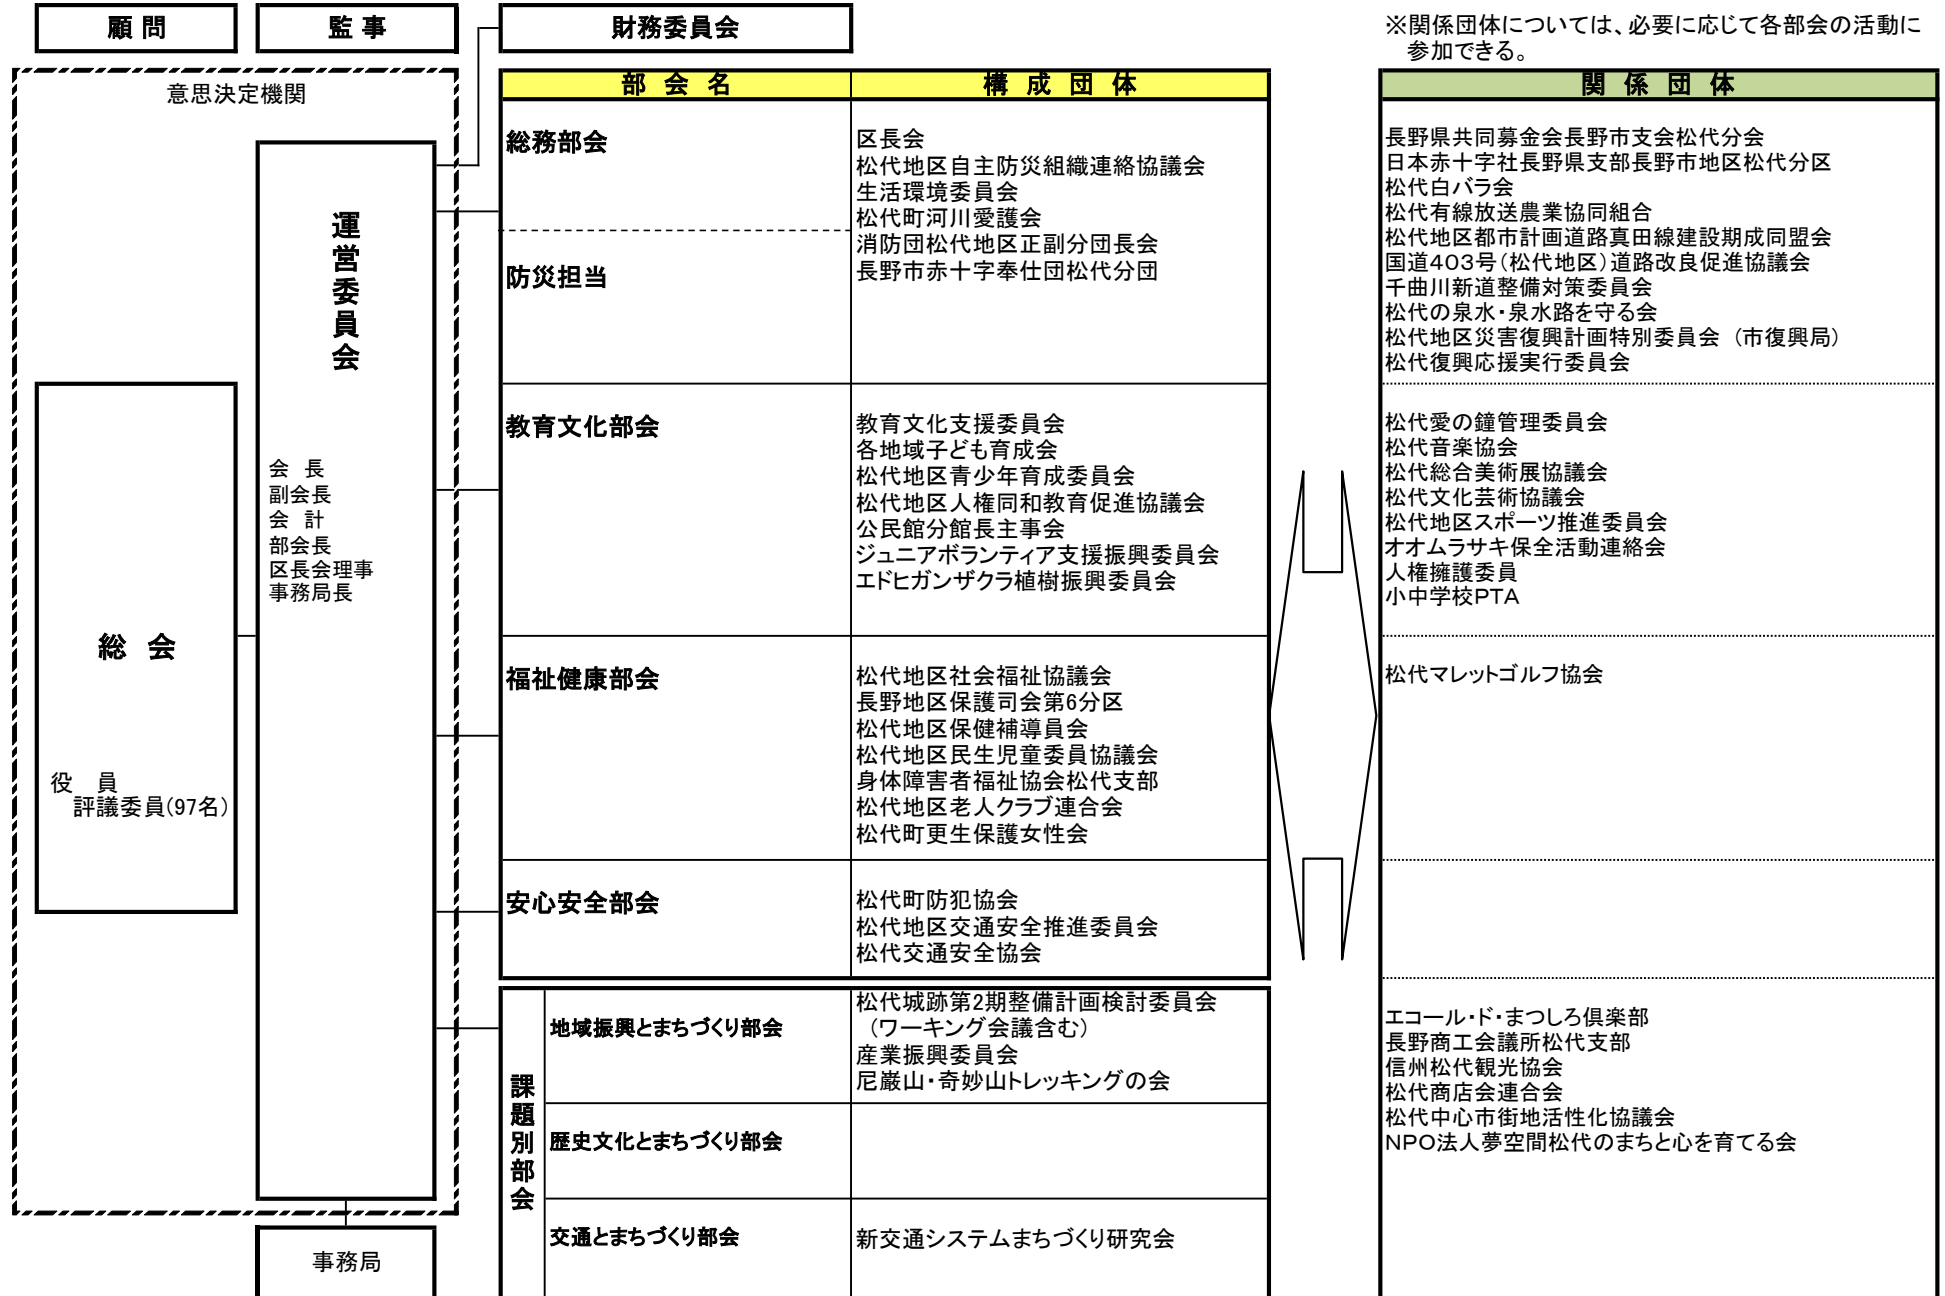 顧 問
監 事
財務委員会
※関係団体については、必要に応じて各部会の活動に
参加できる。
意思決定機関
運営委員会
会 長
副会長
会 計
部会長
区長会理事
事務局長
総 会
役 員
評議委員(97名)
事務局
部 会 名
構 成 団 体
総務部会
防災担当
区長会
松代地区自主防災組織連絡協議会
生活環境委員会
松代町河川愛護会
消防団松代地区正副分団長会
長野市赤十字奉仕団松代分団
教育文化部会
教育文化支援委員会
各地域子ども育成会
松代地区青少年育成委員会
松代地区人権同和教育促進協議会
公民館分館長主事会
ジュニアボランティア支援振興委員会
エドヒガンザクラ植樹振興委員会
福祉健康部会
松代地区社会福祉協議会
長野地区保護司会第6分区
松代地区保健補導員会
松代地区民生児童委員協議会
身体障害者福祉協会松代支部
松代地区老人クラブ連合会
松代町更生保護女性会
安心安全部会
松代町防犯協会
松代地区交通安全推進委員会
松代交通安全協会
課題別部会
地域振興とまちづくり部会
松代城跡第2期整備計画検討委員会
(ワーキング会議含む)
産業振興委員会
尼巌山・奇妙山トレッキングの会
歴史文化とまちづくり部会
交通とまちづくり部会
新交通システムまちづくり研究会
関 係 団 体
長野県共同募金会長野市支会松代分会
日本赤十字社長野県支部長野市地区松代分区
松代白バラ会
松代有線放送農業協同組合
松代地区都市計画道路真田線建設期成同盟会
国道403号(松代地区)道路改良促進協議会
千曲川新道整備対策委員会
松代の泉水・泉水路を守る会
松代地区災害復興計画特別委員会 (市復興局)
松代復興応援実行委員会
松代愛の鐘管理委員会
松代音楽協会
松代総合美術展協議会
松代文化芸術協議会
松代地区スポーツ推進委員会
オオムラサキ保全活動連絡会
人権擁護委員
小中学校PTA
松代マレットゴルフ協会
エコール・ド・まつしろ倶楽部
長野商工会議所松代支部
信州松代観光協会
松代商店会連合会
松代中心市街地活性化協議会
NPO法人夢空間松代のまちと心を育てる会